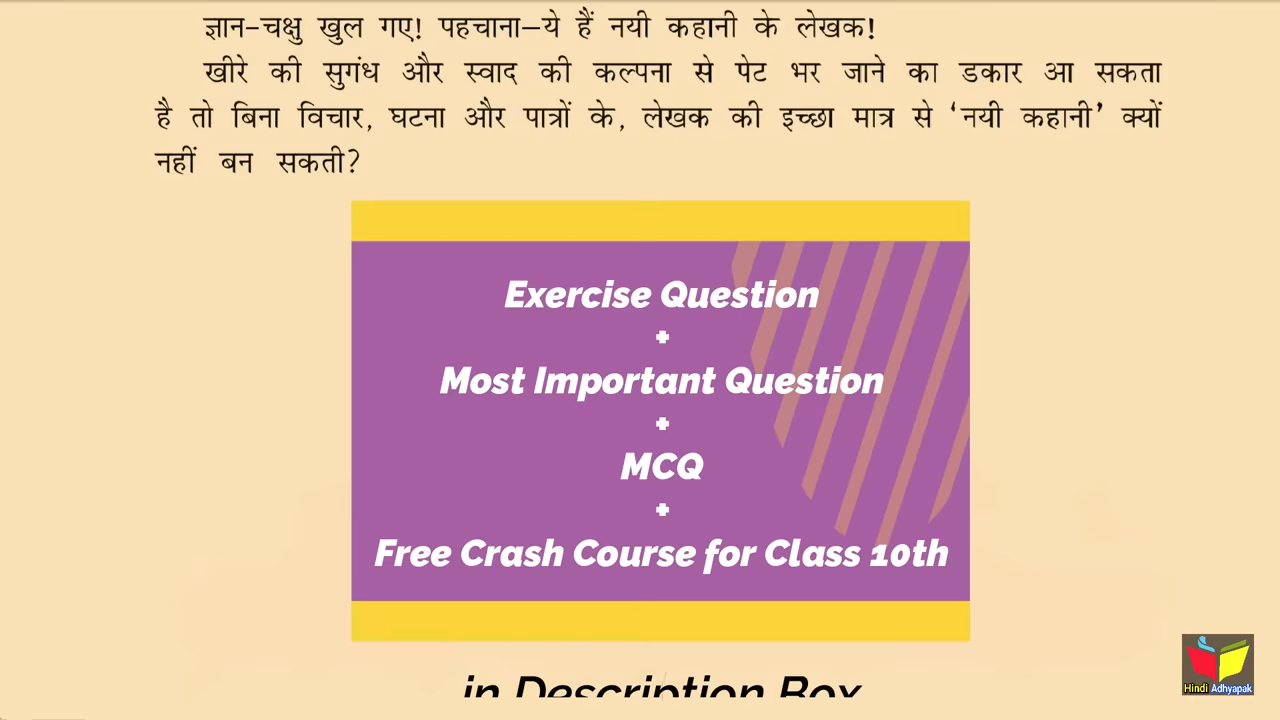 ज्ञान-चक्षु खुल गए! पहचाना—ये हैं नयी कहानी के लेखक!
खीरे की सुगंध और स्वाद की कल्पना से पेट भर जाने का डकार आ सकता
है तो बिना विचार, घटना और पात्रों के, लेखक की इच्छा मात्र से ‘नयी कहानी’ क्यों
नहीं बन सकती?
Exercise Question
+
Most Important Question
+
MCQ
+
Free Crash Course for Class 10th
in Description Box
Hindi Adhyapak